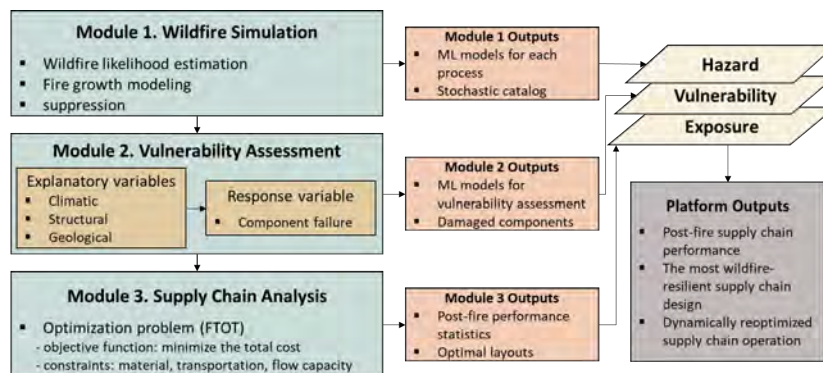 Module 1. Wildfire Simulation
▪ Wildfire likelihood estimation
▪ Fire growth modeling
▪ suppression
Module 1 Outputs
▪ ML models for each
process
▪ Stochastic catalog
Hazard
Vulnerability
Exposure
Module 2. Vulnerability Assessment
Explanatory variables
▪ Climatic
▪ Structural
▪ Geological
Response variable
▪ Component failure
Module 2 Outputs
▪ ML models for
vulnerability assessment
▪ Damaged components
Module 3. Supply Chain Analysis
▪ Optimization problem (FTOT)
- objective function: minimize the total cost
- constraints: material, transportation, flow capacity
Module 3 Outputs
▪ Post-fire performance
statistics
▪ Optimal layouts
Platform Outputs
▪ Post-fire supply chain
performance
▪ The most wildfire-
resilient supply chain
design
▪ Dynamically reoptimized
supply chain operation